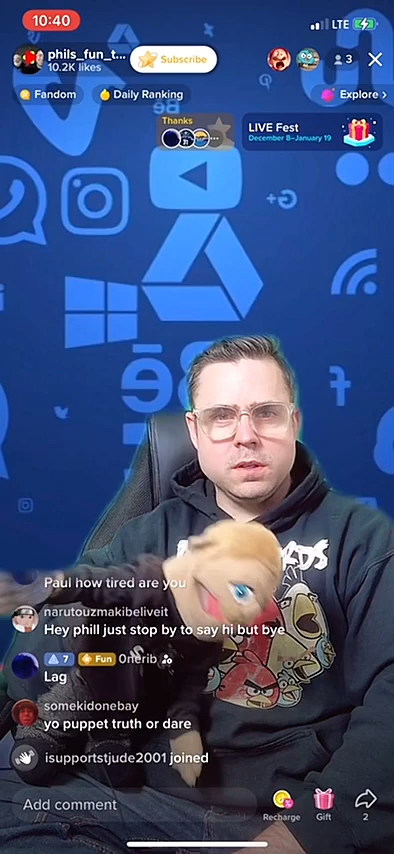 10:40
LTE
phils_fun_t...
10.2K likes
Subscribe
3
Fandom
Daily Ranking
Explore >
Thanks
LIVE Fest
December 8–January 19
G+
Bē
f
Paul how tired are you
narutouzmakibeliveit
Hey phill just stop by to say hi but bye
7
Fun
0nerib
Lag
somekidonebay
yo puppet truth or dare
isupportstjude2001 joined
Add comment
Recharge
Gift
2